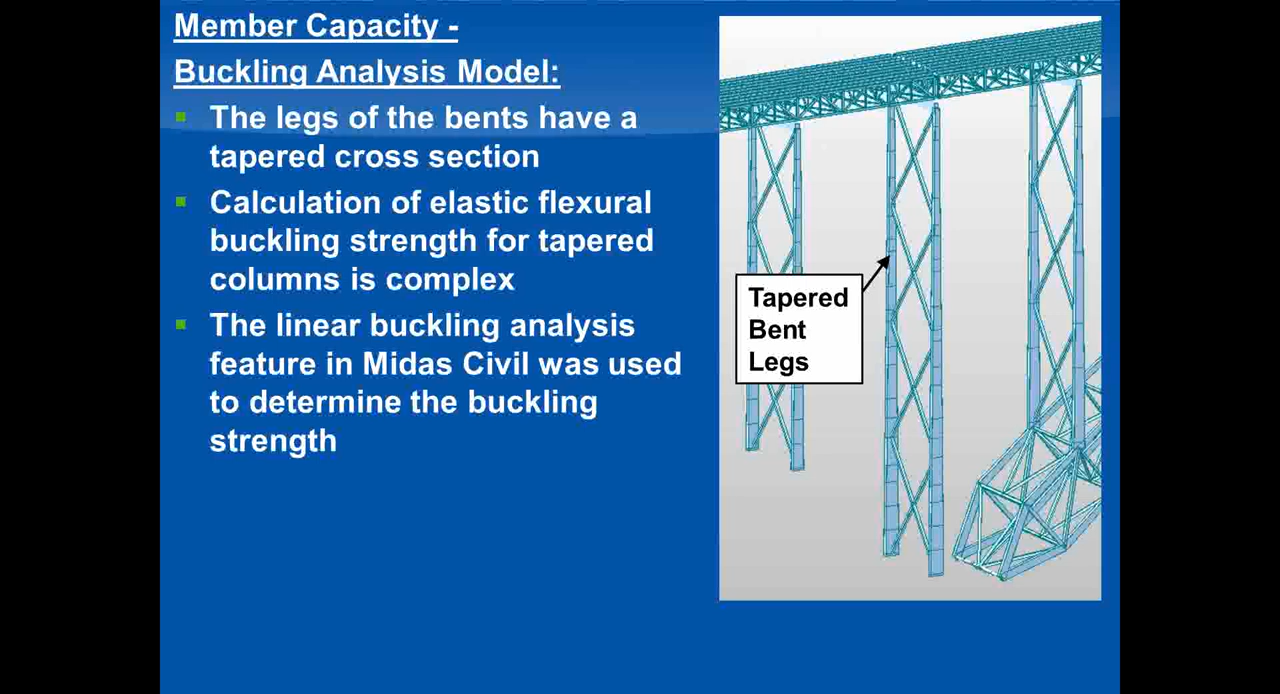 Member Capacity -
Buckling Analysis Model:
The legs of the bents have a
tapered cross section
Calculation of elastic flexural
buckling strength for tapered
columns is complex
The linear buckling analysis
feature in Midas Civil was used
to determine the buckling
strength
Tapered
Bent
Legs